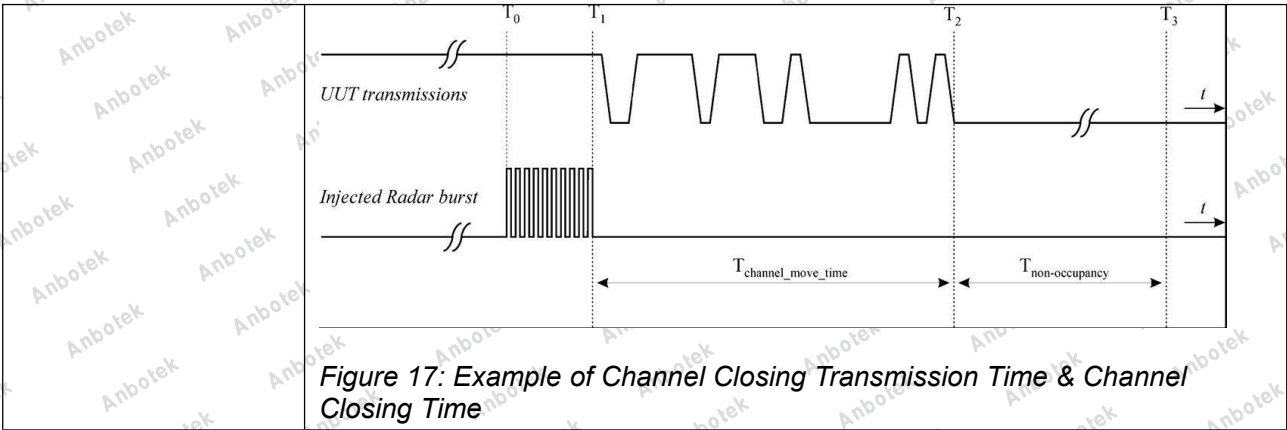 T0 T1 T2 T3
UUT transmissions
t
Injected Radar burst
t
Tchannel_move_time Tnon-occupancy
Figure 17: Example of Channel Closing Transmission Time & Channel
Closing Time
Anbotek